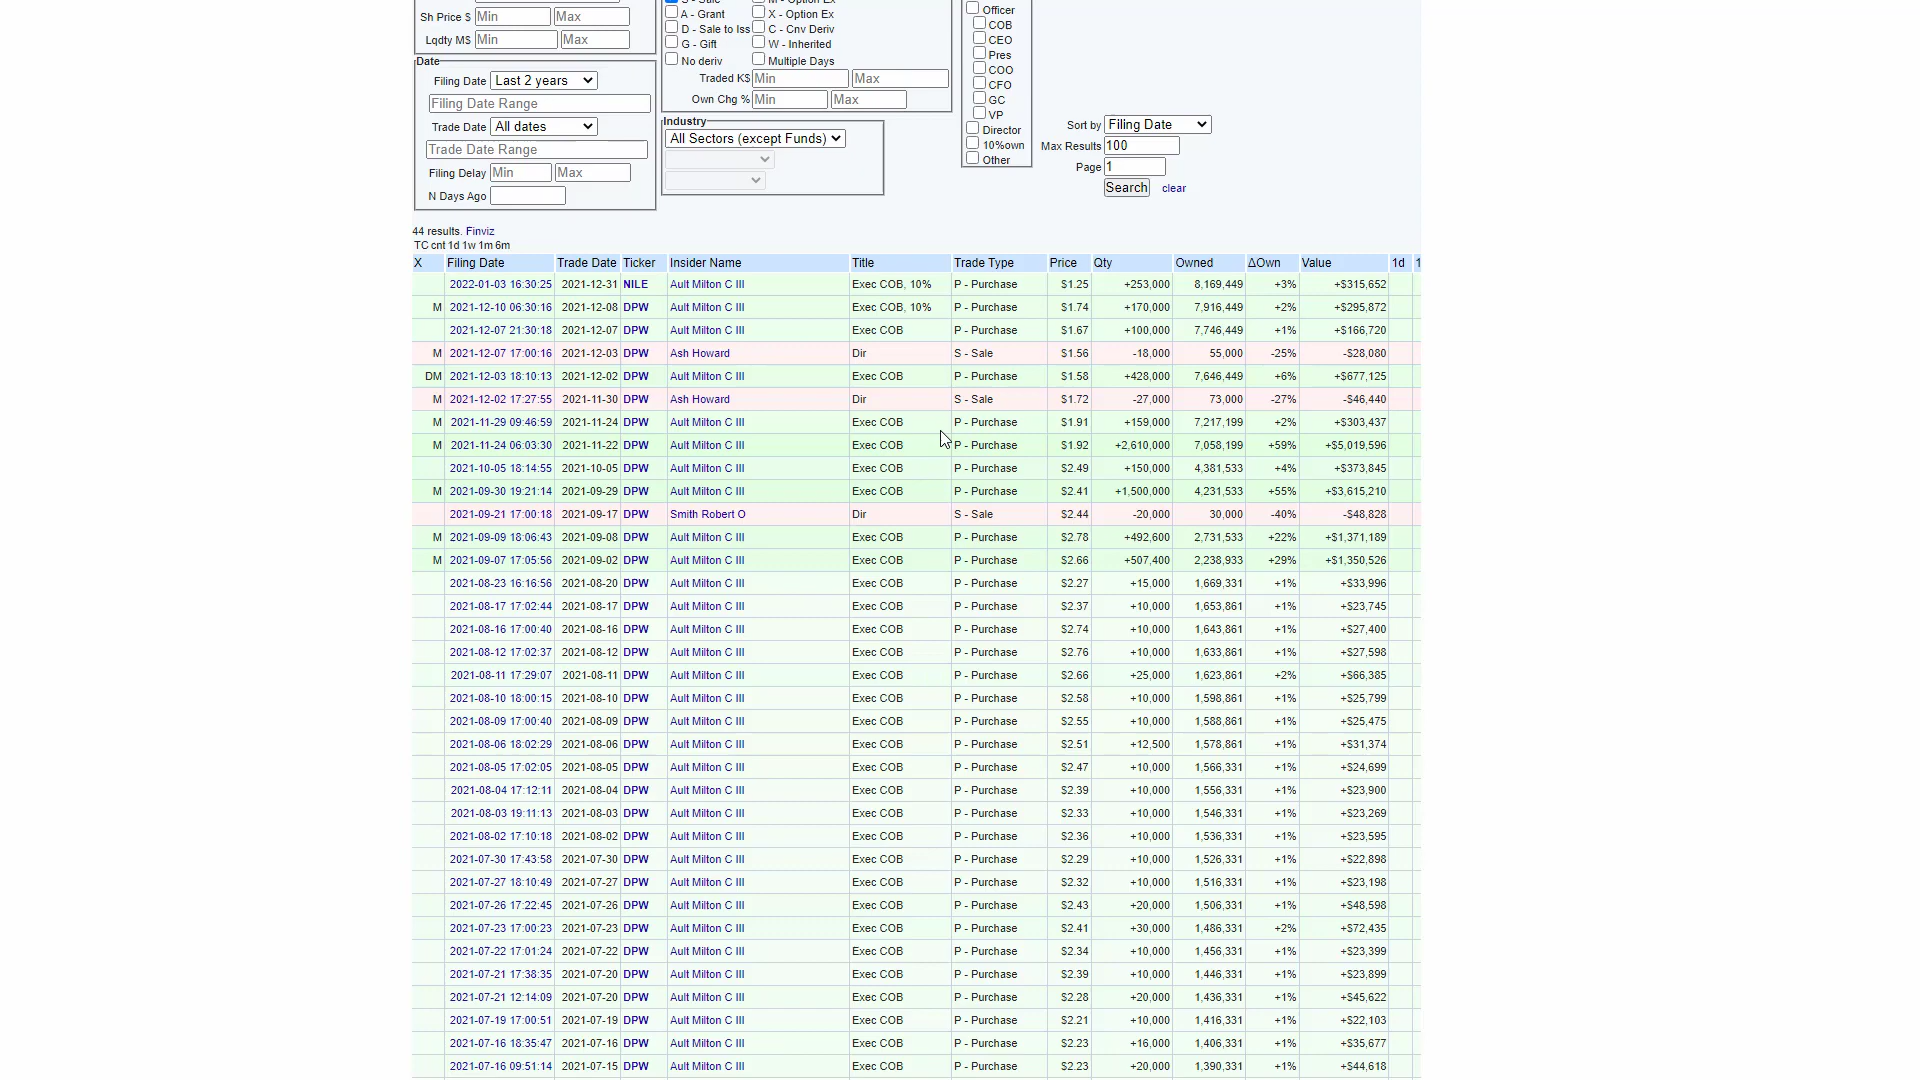 Sh Price $ Min Max
Lqdty M$ Min Max
S - Sale M - Option Ex
A - Grant X - Option Ex
D - Sale to Iss C - Cnv Deriv
G - Gift W - Inherited
No deriv Multiple Days
Traded K$ Min Max
Own Chg % Min Max
Officer
COB
CEO
Pres
COO
CFO
GC
VP
Director
10%own
Other
Date
Filing Date Last 2 years
Filing Date Range
Trade Date All dates
Trade Date Range
Filing Delay Min Max
N Days Ago
Industry
All Sectors (except Funds)
Sort by Filing Date
Max Results 100
Page 1
Search clear
44 results. Finviz
TC cnt 1d 1w 1m 6m
X Filing Date Trade Date Ticker Insider Name Title Trade Type Price Qty Owned ΔOwn Value 1d 1
2022-01-03 16:30:25 2021-12-31 NILE Ault Milton C III Exec COB, 10% P - Purchase $1.25 +253,000 8,169,449 +3% +$315,652
M 2021-12-10 06:30:16 2021-12-08 DPW Ault Milton C III Exec COB, 10% P - Purchase $1.74 +170,000 7,916,449 +2% +$295,872
2021-12-07 21:30:18 2021-12-07 DPW Ault Milton C III Exec COB P - Purchase $1.67 +100,000 7,746,449 +1% +$166,720
M 2021-12-07 17:00:16 2021-12-03 DPW Ash Howard Dir S - Sale $1.56 -18,000 55,000 -25% -$28,080
DM 2021-12-03 18:10:13 2021-12-02 DPW Ault Milton C III Exec COB P - Purchase $1.58 +428,000 7,646,449 +6% +$677,125
M 2021-12-02 17:27:55 2021-11-30 DPW Ash Howard Dir S - Sale $1.72 -27,000 73,000 -27% -$46,440
M 2021-11-29 09:46:59 2021-11-24 DPW Ault Milton C III Exec COB P - Purchase $1.91 +159,000 7,217,199 +2% +$303,437
M 2021-11-24 06:03:30 2021-11-22 DPW Ault Milton C III Exec COB P - Purchase $1.92 +2,610,000 7,058,199 +59% +$5,019,596
2021-10-05 18:14:55 2021-10-05 DPW Ault Milton C III Exec COB P - Purchase $2.49 +150,000 4,381,533 +4% +$373,845
M 2021-09-30 19:21:14 2021-09-29 DPW Ault Milton C III Exec COB P - Purchase $2.41 +1,500,000 4,231,533 +55% +$3,615,210
2021-09-21 17:00:18 2021-09-17 DPW Smith Robert O Dir S - Sale $2.44 -20,000 30,000 -40% -$48,828
M 2021-09-09 18:06:43 2021-09-08 DPW Ault Milton C III Exec COB P - Purchase $2.78 +492,600 2,731,533 +22% +$1,371,189
M 2021-09-07 17:05:56 2021-09-02 DPW Ault Milton C III Exec COB P - Purchase $2.66 +507,400 2,238,933 +29% +$1,350,526
2021-08-23 16:16:56 2021-08-20 DPW Ault Milton C III Exec COB P - Purchase $2.27 +15,000 1,669,331 +1% +$33,996
2021-08-17 17:02:44 2021-08-17 DPW Ault Milton C III Exec COB P - Purchase $2.37 +10,000 1,653,861 +1% +$23,745
2021-08-16 17:00:40 2021-08-16 DPW Ault Milton C III Exec COB P - Purchase $2.74 +10,000 1,643,861 +1% +$27,400
2021-08-12 17:02:37 2021-08-12 DPW Ault Milton C III Exec COB P - Purchase $2.76 +10,000 1,633,861 +1% +$27,598
2021-08-11 17:29:07 2021-08-11 DPW Ault Milton C III Exec COB P - Purchase $2.66 +25,000 1,623,861 +2% +$66,385
2021-08-10 18:00:15 2021-08-10 DPW Ault Milton C III Exec COB P - Purchase $2.58 +10,000 1,598,861 +1% +$25,799
2021-08-09 17:00:40 2021-08-09 DPW Ault Milton C III Exec COB P - Purchase $2.55 +10,000 1,588,861 +1% +$25,475
2021-08-06 18:02:29 2021-08-06 DPW Ault Milton C III Exec COB P - Purchase $2.51 +12,500 1,578,861 +1% +$31,374
2021-08-05 17:02:05 2021-08-05 DPW Ault Milton C III Exec COB P - Purchase $2.47 +10,000 1,566,361 +1% +$24,699
2021-08-04 17:12:11 2021-08-04 DPW Ault Milton C III Exec COB P - Purchase $2.39 +10,000 1,556,331 +1% +$23,900
2021-08-03 19:11:13 2021-08-03 DPW Ault Milton C III Exec COB P - Purchase $2.33 +10,000 1,546,331 +1% +$23,269
2021-08-02 17:10:18 2021-08-02 DPW Ault Milton C III Exec COB P - Purchase $2.36 +10,000 1,536,331 +1% +$23,595
2021-07-30 17:43:58 2021-07-30 DPW Ault Milton C III Exec COB P - Purchase $2.29 +10,000 1,526,331 +1% +$22,898
2021-07-27 18:10:49 2021-07-27 DPW Ault Milton C III Exec COB P - Purchase $2.32 +10,000 1,516,331 +1% +$23,198
2021-07-26 17:22:45 2021-07-26 DPW Ault Milton C III Exec COB P - Purchase $2.43 +20,000 1,506,331 +1% +$48,598
2021-07-23 17:00:23 2021-07-23 DPW Ault Milton C III Exec COB P - Purchase $2.41 +30,000 1,486,331 +2% +$72,435
2021-07-22 17:01:24 2021-07-22 DPW Ault Milton C III Exec COB P - Purchase $2.34 +10,000 1,456,331 +1% +$23,399
2021-07-21 17:38:35 2021-07-20 DPW Ault Milton C III Exec COB P - Purchase $2.39 +10,000 1,446,331 +1% +$23,899
2021-07-21 12:14:09 2021-07-20 DPW Ault Milton C III Exec COB P - Purchase $2.28 +20,000 1,436,331 +1% +$45,622
2021-07-19 17:00:51 2021-07-19 DPW Ault Milton C III Exec COB P - Purchase $2.21 +10,000 1,416,331 +1% +$22,103
2021-07-16 18:35:47 2021-07-16 DPW Ault Milton C III Exec COB P - Purchase $2.23 +16,000 1,406,331 +1% +$35,677
2021-07-16 09:51:14 2021-07-15 DPW Ault Milton C III Exec COB P - Purchase $2.23 +20,000 1,390,331 +1% +$44,618